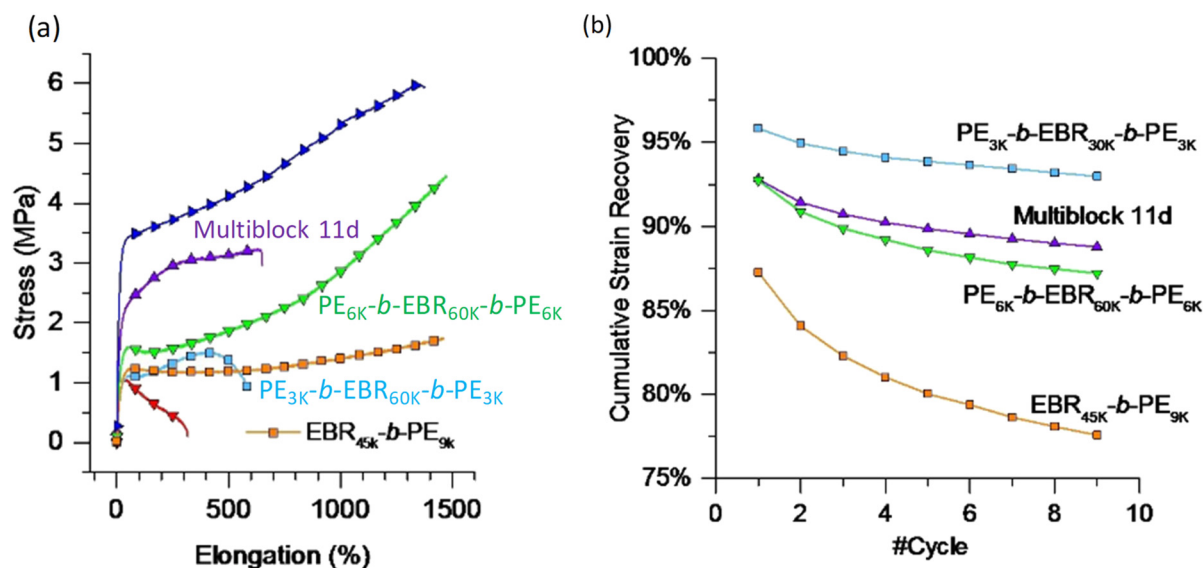 (a)
6
5
4
3
2
1
0
Stress (MPa)
Multiblock 11d
PE6K-b-EBR60K-b-PE6K
PE3K-b-EBR60K-b-PE3K
EBR45k-b-PE9k
0 500 1000 1500
Elongation (%)
(b)
100%
95%
90%
85%
80%
75%
Cumulative Strain Recovery
PE3K-b-EBR30K-b-PE3K
Multiblock 11d
PE6K-b-EBR60K-b-PE6K
EBR45K-b-PE9K
0 2 4 6 8 10
#Cycle